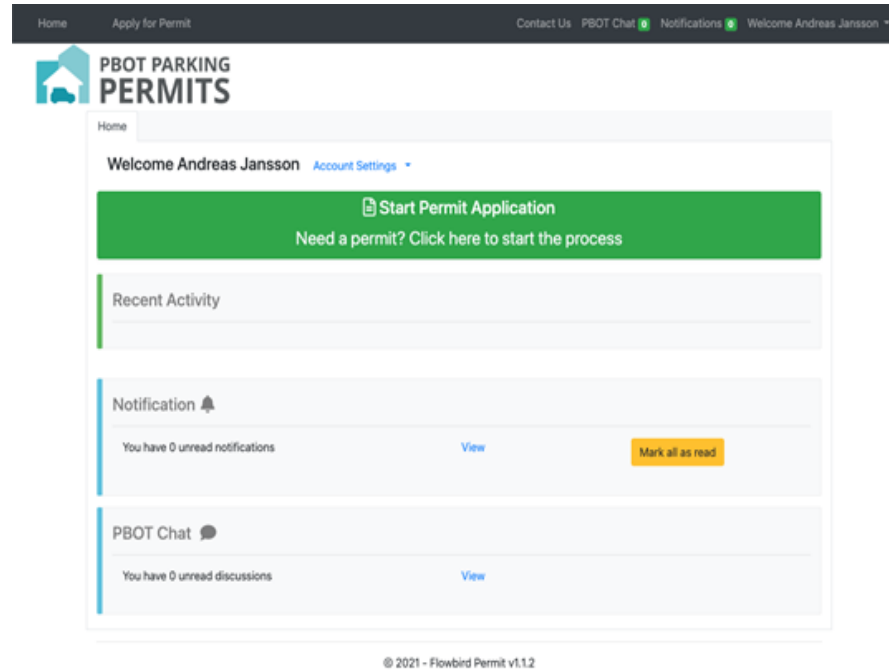 Home Apply for Permit Contact Us PBOT Chat 0 Notifications 0 Welcome Andreas Jansson
PBOT PARKING
PERMITS
Home
Welcome Andreas Jansson Account Settings
Start Permit Application
Need a permit? Click here to start the process
Recent Activity
Notification
You have 0 unread notifications View Mark all as read
PBOT Chat
You have 0 unread discussions View
© 2021 - Flowbird Permit v1.1.2